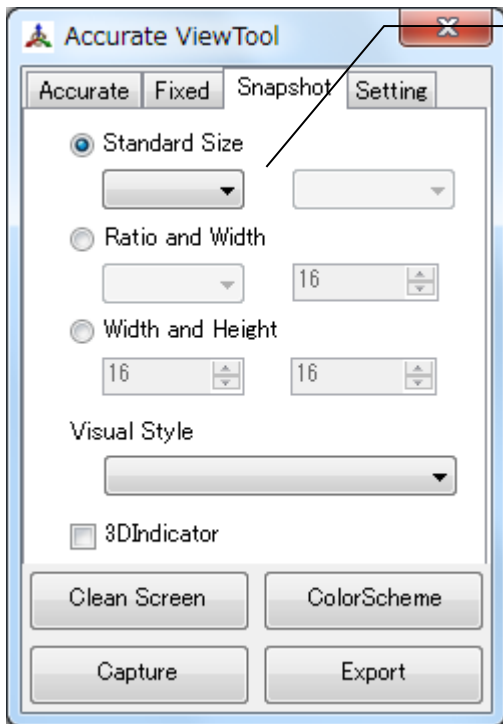 Accurate ViewTool
Accurate Fixed Snapshot Setting
Standard Size
Ratio and Width
16
Width and Height
16 16
Visual Style
3DIndicator
Clean Screen ColorScheme
Capture Export